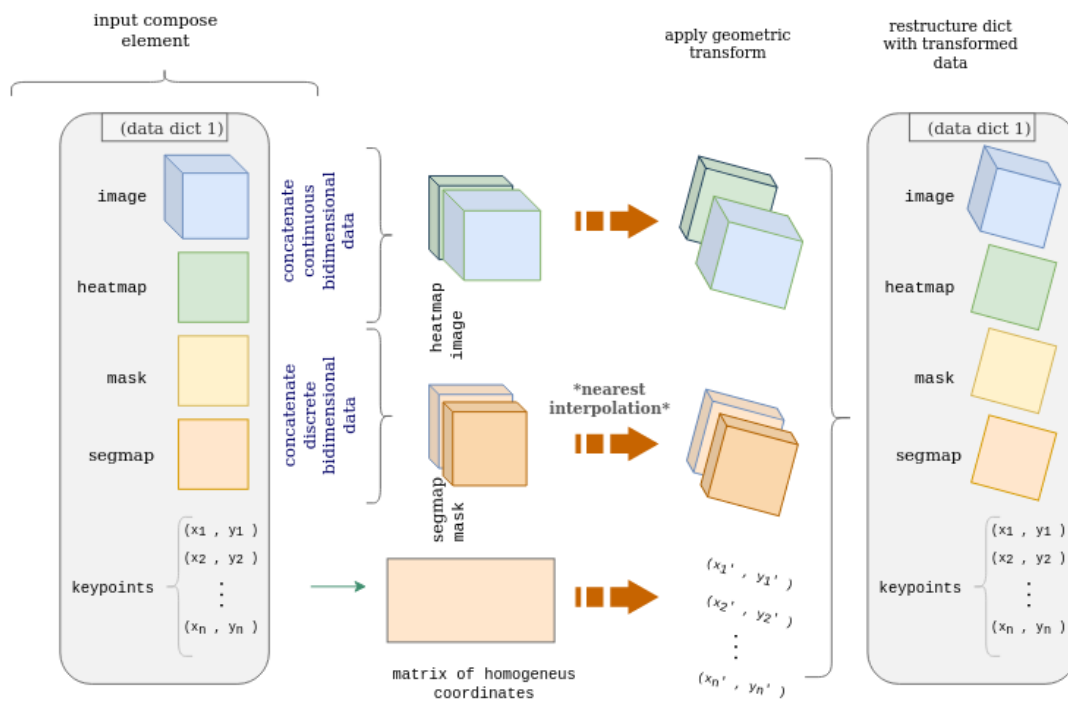 input compose
element
apply geometric
transform
restructure dict
with transformed
data
(data dict 1)
image
heatmap
mask
segmap
keypoints
(x1 , y1 )
(x2 , y2 )
⋮
(xn , yn )
concatenate
continuous
bidimensional
data
concatenate
discrete
bidimensional
data
heatmap
image
segmap
mask
matrix of homogeneus
coordinates
*nearest
interpolation*
(x1' , y1' )
(x2' , y2' )
⋮
(xn' , yn' )
(data dict 1)
image
heatmap
mask
segmap
keypoints
(x1 , y1 )
(x2 , y2 )
⋮
(xn , yn )